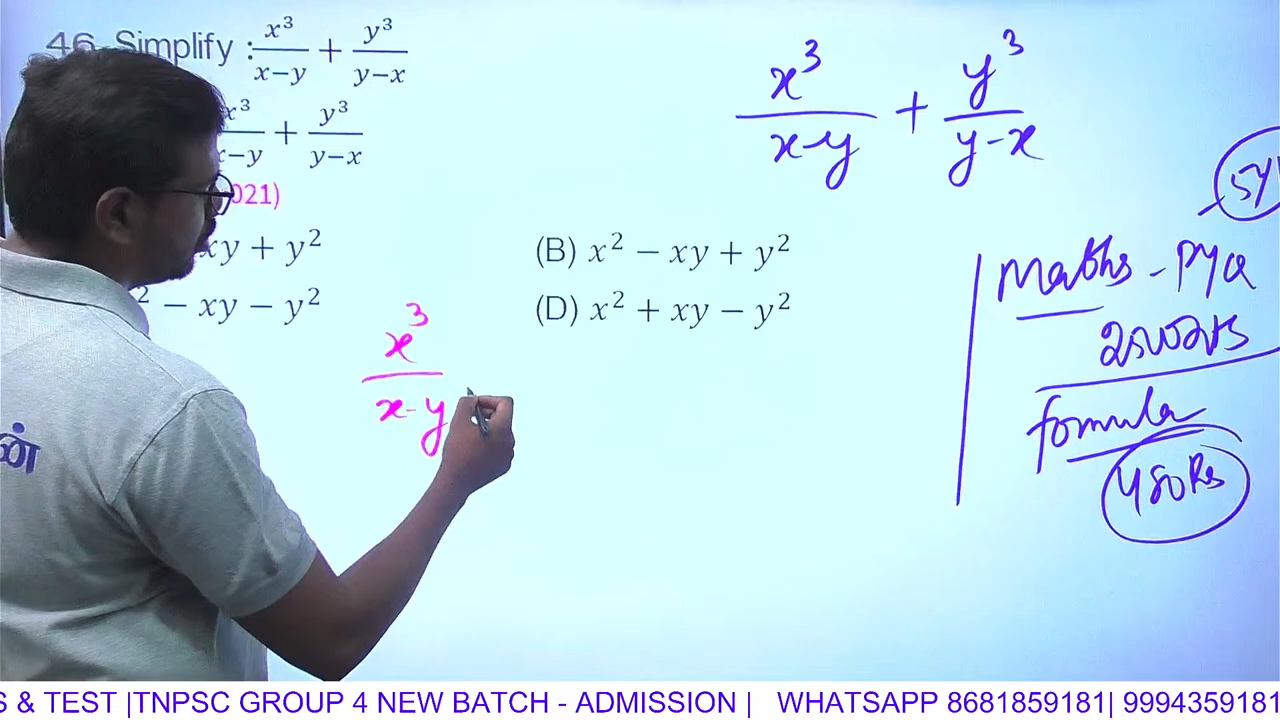 46. Simplify : x³/(x−y) + y³/(y−x)
x³/(x−y) + y³/(y−x)
021)
xy + y²
(B) x² − xy + y²
² − xy − y²
(D) x² + xy − y²
x³/(x-y) + y³/(y-x)
x³/(x-y)
Maths - PYQ
formula
480Rs
ன்
S & TEST |TNPSC GROUP 4 NEW BATCH - ADMISSION | WHATSAPP 8681859181| 9994359181